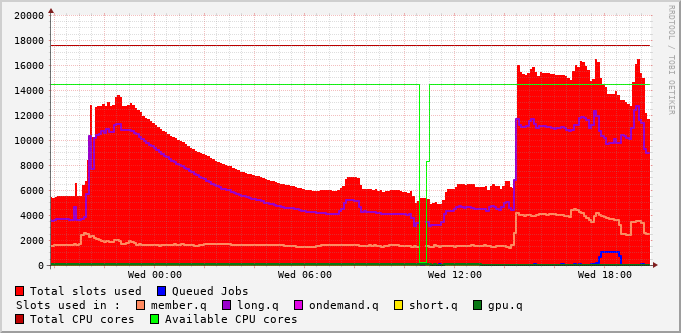 20000
18000
16000
14000
12000
10000
8000
6000
4000
2000
0
Wed 00:00 Wed 06:00 Wed 12:00 Wed 18:00
RRDTOOL / TOBI OETIKER
Total slots used Queued Jobs
Slots used in : member.q long.q ondemand.q short.q gpu.q
Total CPU cores Available CPU cores